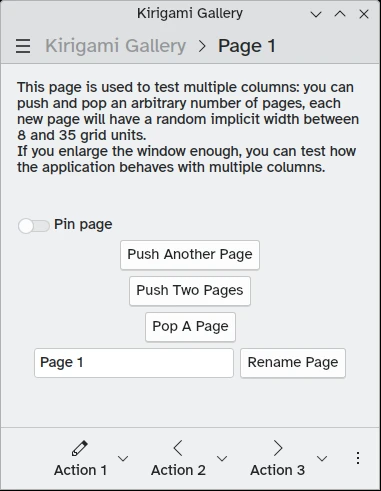 Kirigami Gallery
Kirigami Gallery > Page 1
This page is used to test multiple columns: you can
push and pop an arbitrary number of pages, each
new page will have a random implicit width between
8 and 35 grid units.
If you enlarge the window enough, you can test how
the application behaves with multiple columns.
Pin page
Push Another Page
Push Two Pages
Pop A Page
Page 1 Rename Page
Action 1 Action 2 Action 3